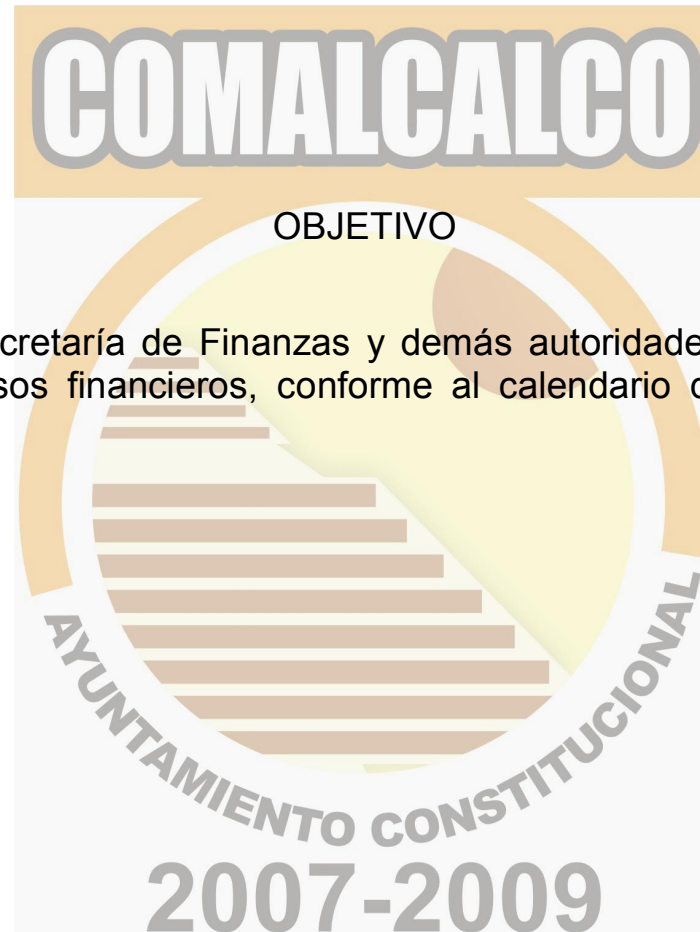 COMALCALCO
OBJETIVO
cretaría de Finanzas y demás autoridade
sos financieros, conforme al calendario
AYUNTAMIENTO CONSTITUCIONAL
2007-2009